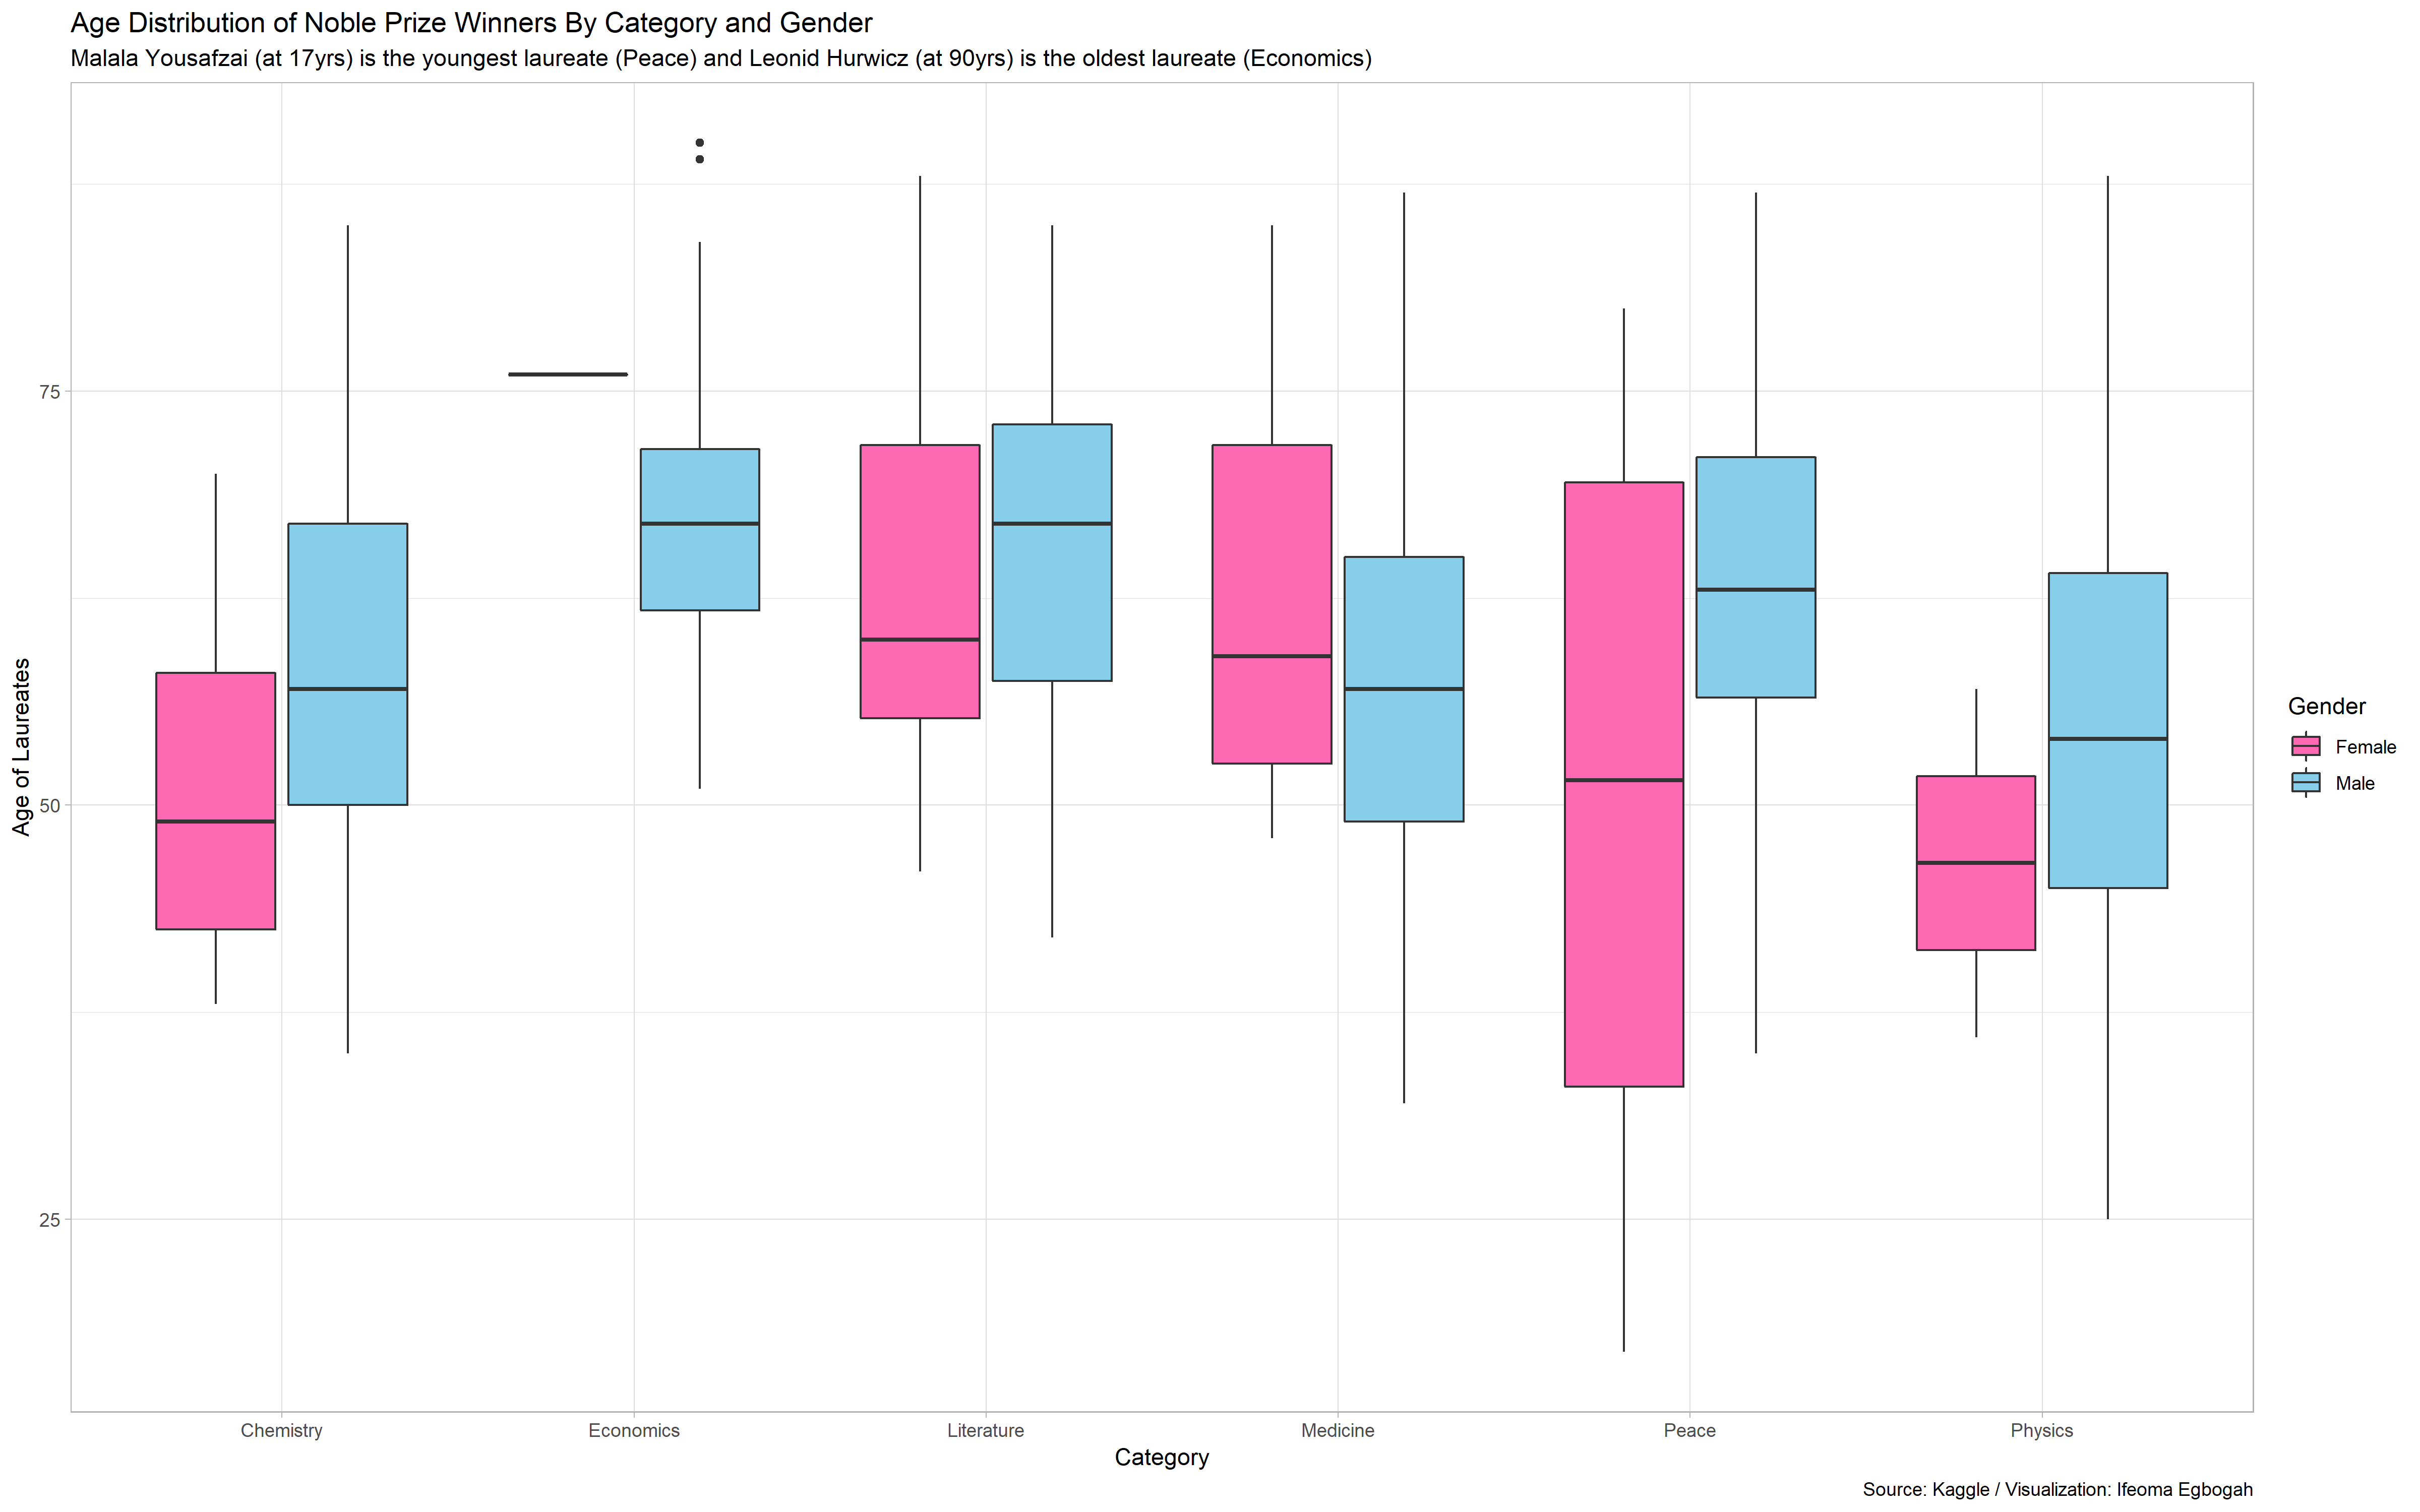 Age Distribution of Noble Prize Winners By Category and Gender
Malala Yousafzai (at 17yrs) is the youngest laureate (Peace) and Leonid Hurwicz (at 90yrs) is the oldest laureate (Economics)
Age of Laureates
75
50
25
Chemistry
Economics
Literature
Medicine
Peace
Physics
Category
Gender
Female
Male
Source: Kaggle / Visualization: Ifeoma Egbogah